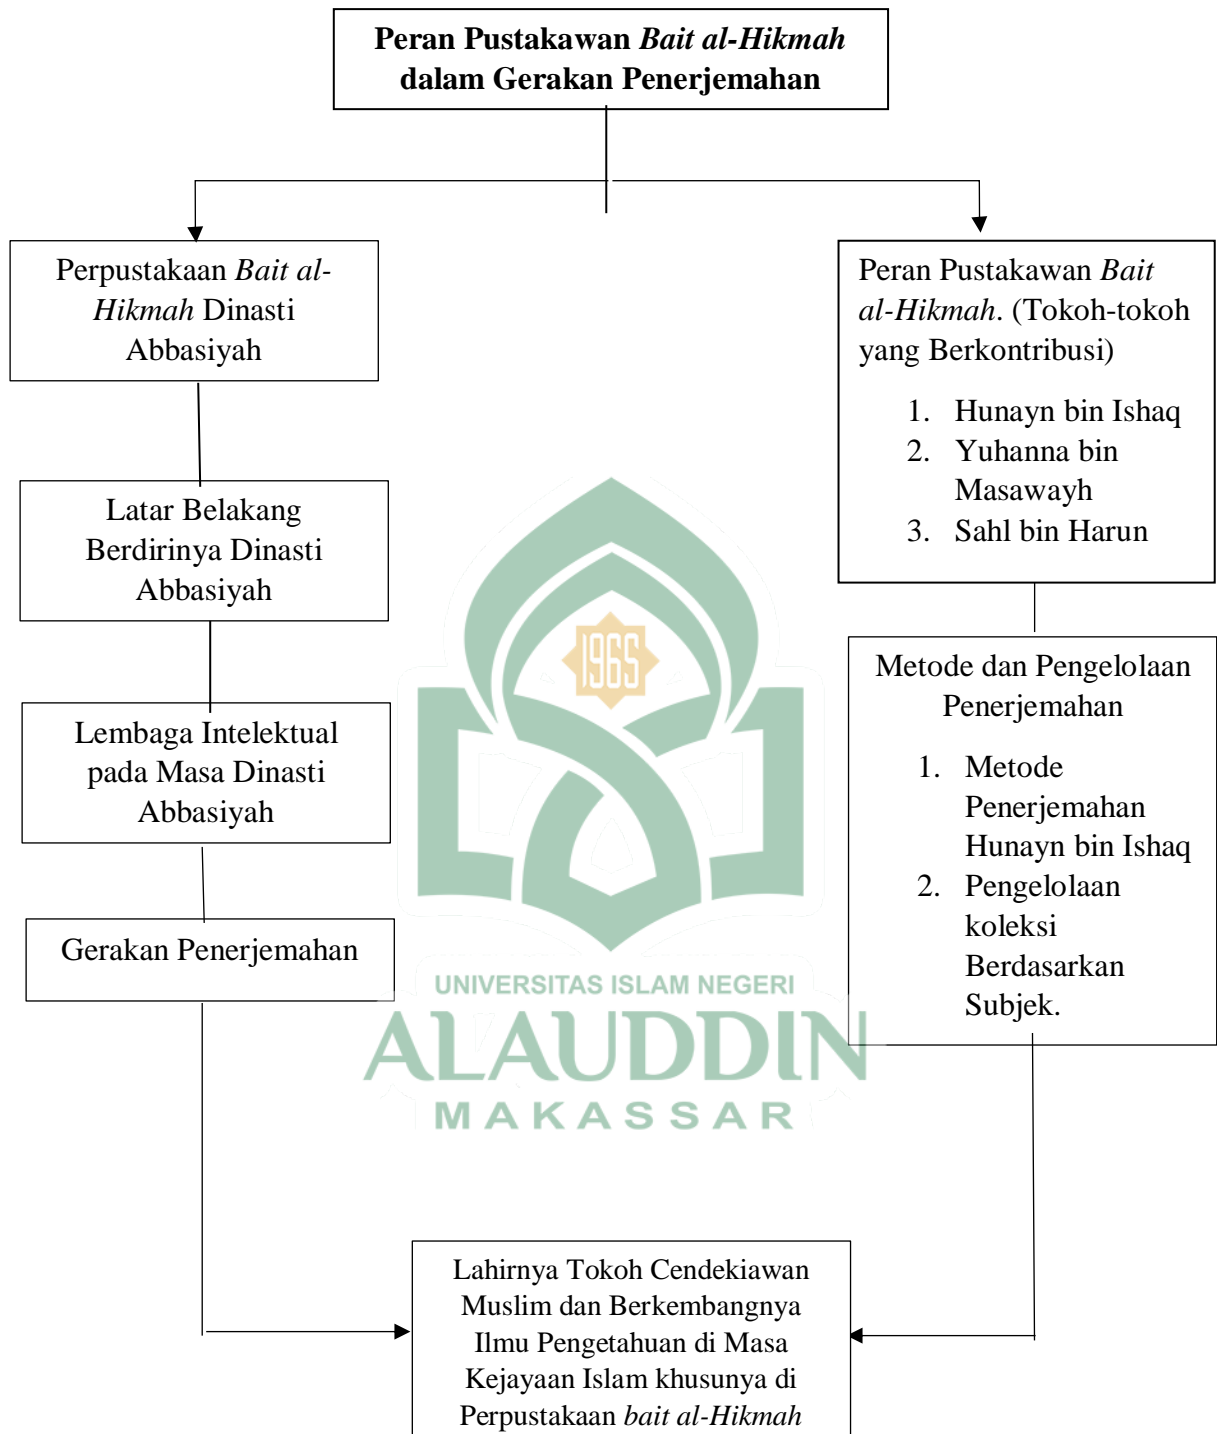 Peran Pustakawan Bait al-Hikmah
dalam Gerakan Penerjemahan
Perpustakaan Bait al-
Hikmah Dinasti
Abbasiyah
Latar Belakang
Berdirinya Dinasti
Abbasiyah
Lembaga Intelektual
pada Masa Dinasti
Abbasiyah
Gerakan Penerjemahan
Peran Pustakawan Bait
al-Hikmah. (Tokoh-tokoh
yang Berkontribusi)
1. Hunayn bin Ishaq
2. Yuhanna bin
Masawayh
3. Sahl bin Harun
Metode dan Pengelolaan
Penerjemahan
1. Metode
Penerjemahan
Hunayn bin Ishaq
2. Pengelolaan
koleksi
Berdasarkan
Subjek.
1965
UNIVERSITAS ISLAM NEGERI
ALAUDDIN
MAKASSAR
Lahirnya Tokoh Cendekiawan
Muslim dan Berkembangnya
Ilmu Pengetahuan di Masa
Kejayaan Islam khusunya di
Perpustakaan bait al-Hikmah